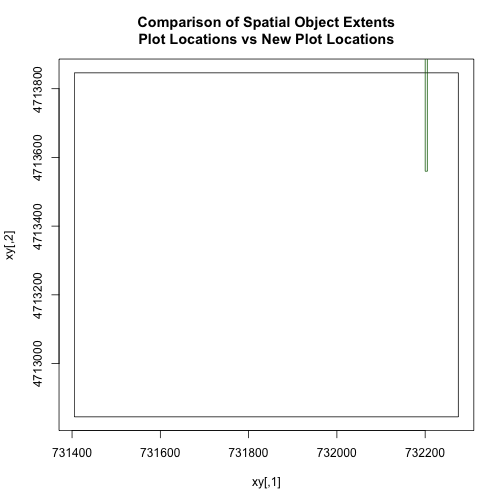 Comparison of Spatial Object Extents
Plot Locations vs New Plot Locations
xy[,2]
4713800
4713600
4713400
4713200
4713000
731400 731600 731800 732000 732200
xy[,1]